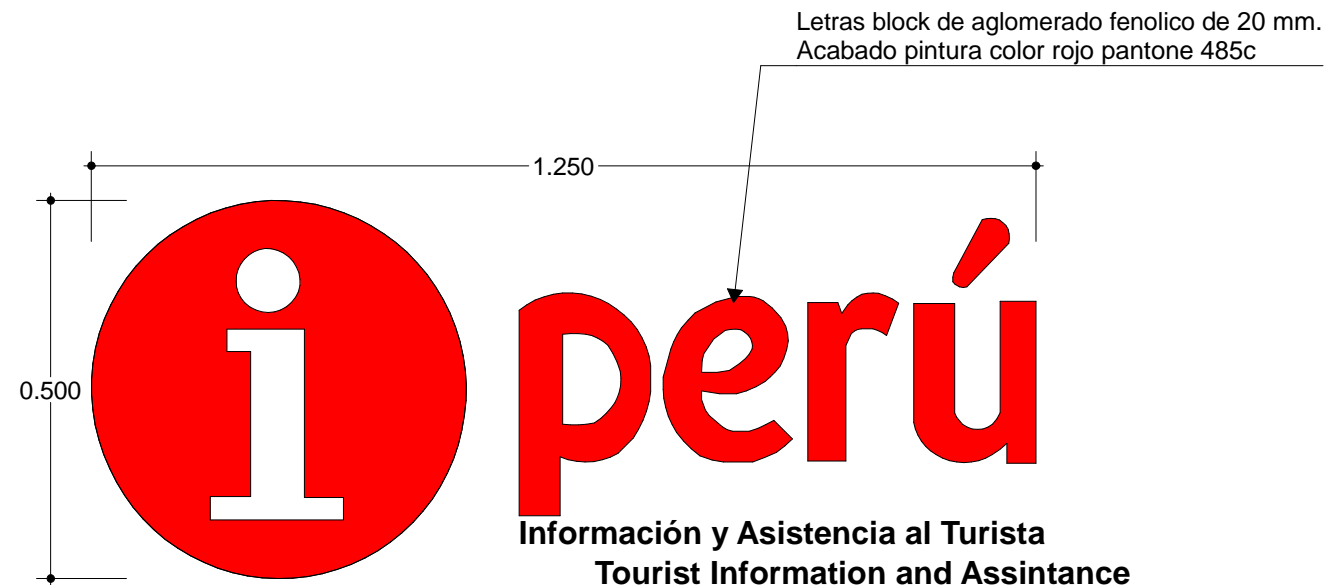 Letras block de aglomerado fenolico de 20 mm.
Acabado pintura color rojo pantone 485c
1.250
0.500
i perú
Información y Asistencia al Turista
Tourist Information and Assintance